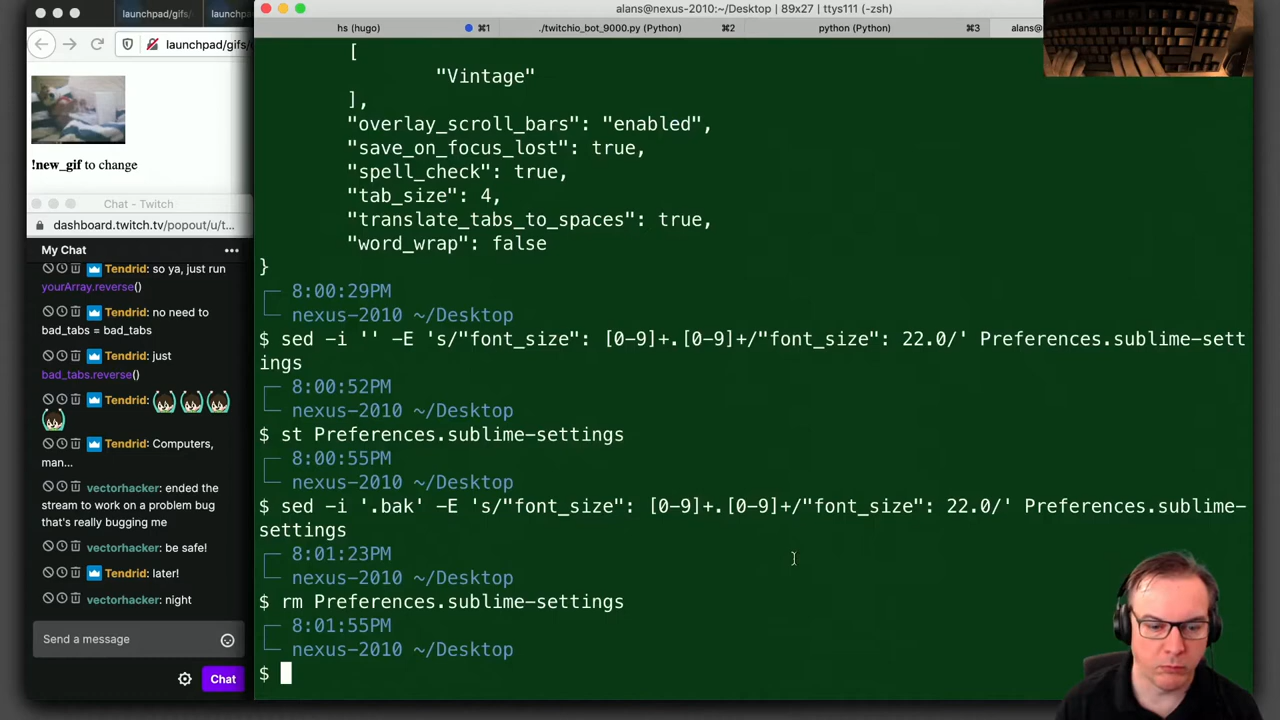 launchpad/gifs/
launchpad/
launchpad/gifs/
!new_gif to change
Chat - Twitch
dashboard.twitch.tv/popout/u/t...
My Chat
Tendrid: so ya, just run
yourArray.reverse()
Tendrid: no need to
bad_tabs = bad_tabs
Tendrid: just
bad_tabs.reverse()
Tendrid:
Tendrid: Computers,
man...
vectorhacker: ended the
stream to work on a problem bug
that's really bugging me
vectorhacker: be safe!
Tendrid: later!
vectorhacker: night
Send a message
Chat
alans@nexus-2010:~/Desktop | 89x27 | ttys111 (-zsh)
hs (hugo) ⌘1 ./twitchio_bot_9000.py (Python) ⌘2 python (Python) ⌘3 alans@
[
"Vintage"
],
"overlay_scroll_bars": "enabled",
"save_on_focus_lost": true,
"spell_check": true,
"tab_size": 4,
"translate_tabs_to_spaces": true,
"word_wrap": false
}
8:00:29PM
nexus-2010 ~/Desktop
$ sed -i '' -E 's/"font_size": [0-9]+.[0-9]+/"font_size": 22.0/' Preferences.sublime-sett
ings
8:00:52PM
nexus-2010 ~/Desktop
$ st Preferences.sublime-settings
8:00:55PM
nexus-2010 ~/Desktop
$ sed -i '.bak' -E 's/"font_size": [0-9]+.[0-9]+/"font_size": 22.0/' Preferences.sublime-
settings
8:01:23PM
nexus-2010 ~/Desktop
$ rm Preferences.sublime-settings
8:01:55PM
nexus-2010 ~/Desktop
$